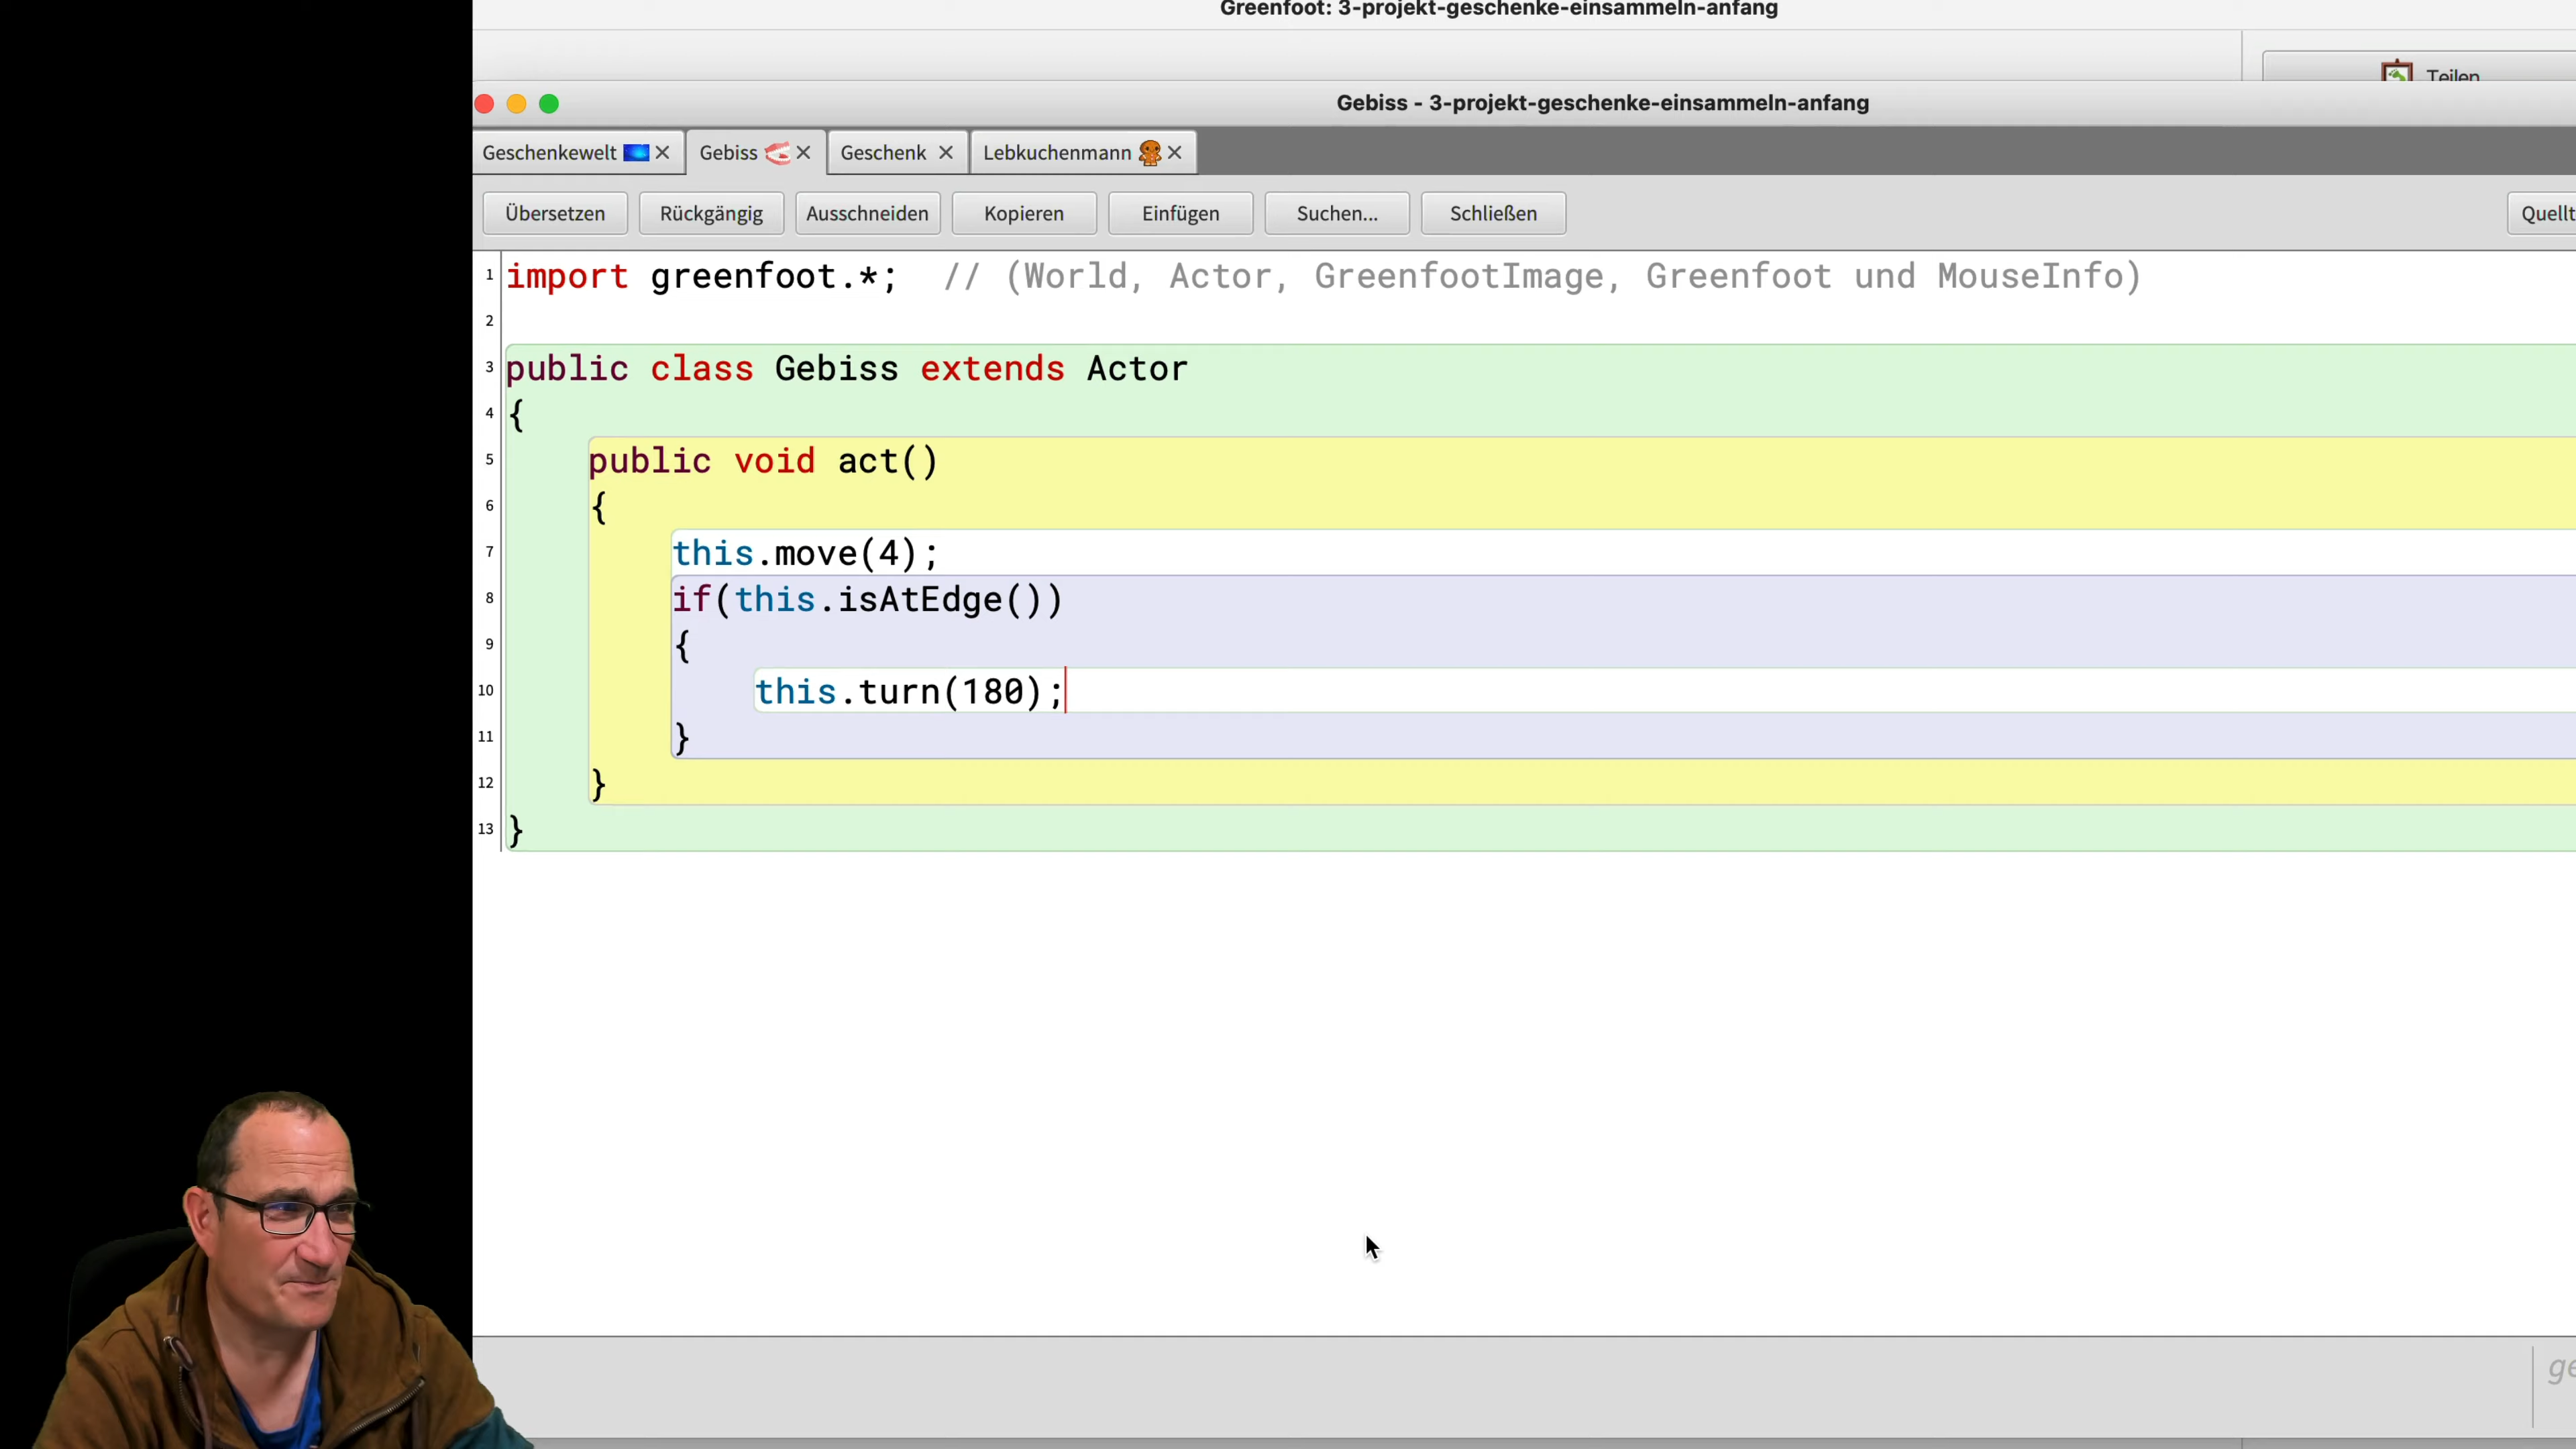 Greenfoot: 3-projekt-geschenke-einsammeln-anfang
Teilen
Gebiss - 3-projekt-geschenke-einsammeln-anfang
Geschenkewelt Gebiss Geschenk Lebkuchenmann
Übersetzen Rückgängig Ausschneiden Kopieren Einfügen Suchen... Schließen Quellt
1 import greenfoot.*;  // (World, Actor, GreenfootImage, Greenfoot und MouseInfo)
2
3 public class Gebiss extends Actor
4 {
5 public void act()
6 {
7 this.move(4);
8 if(this.isAtEdge())
9 {
10 this.turn(180);
11 }
12 }
13 }
ge